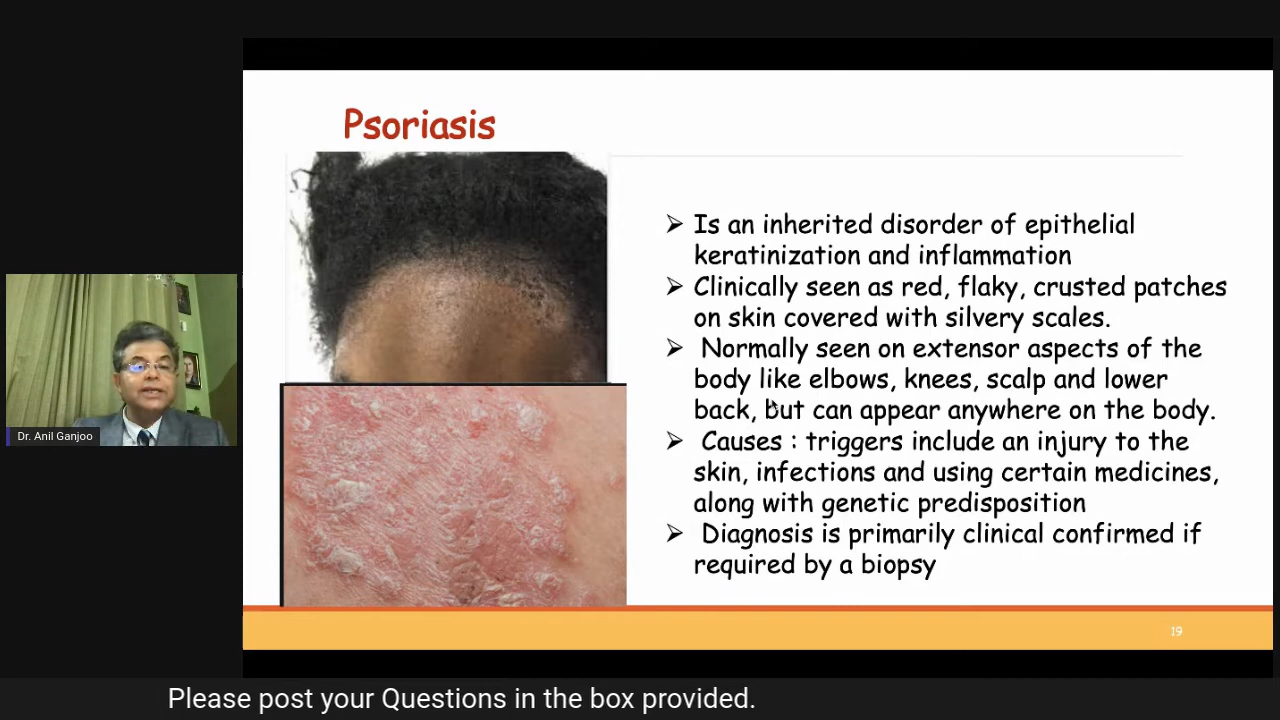 Psoriasis
➢ Is an inherited disorder of epithelial
keratinization and inflammation
➢ Clinically seen as red, flaky, crusted patches
on skin covered with silvery scales.
➢ Normally seen on extensor aspects of the
body like elbows, knees, scalp and lower
back, but can appear anywhere on the body.
➢ Causes : triggers include an injury to the
skin, infections and using certain medicines,
along with genetic predisposition
➢ Diagnosis is primarily clinical confirmed if
required by a biopsy
Dr. Anil Ganjoo
19
Please post your Questions in the box provided.